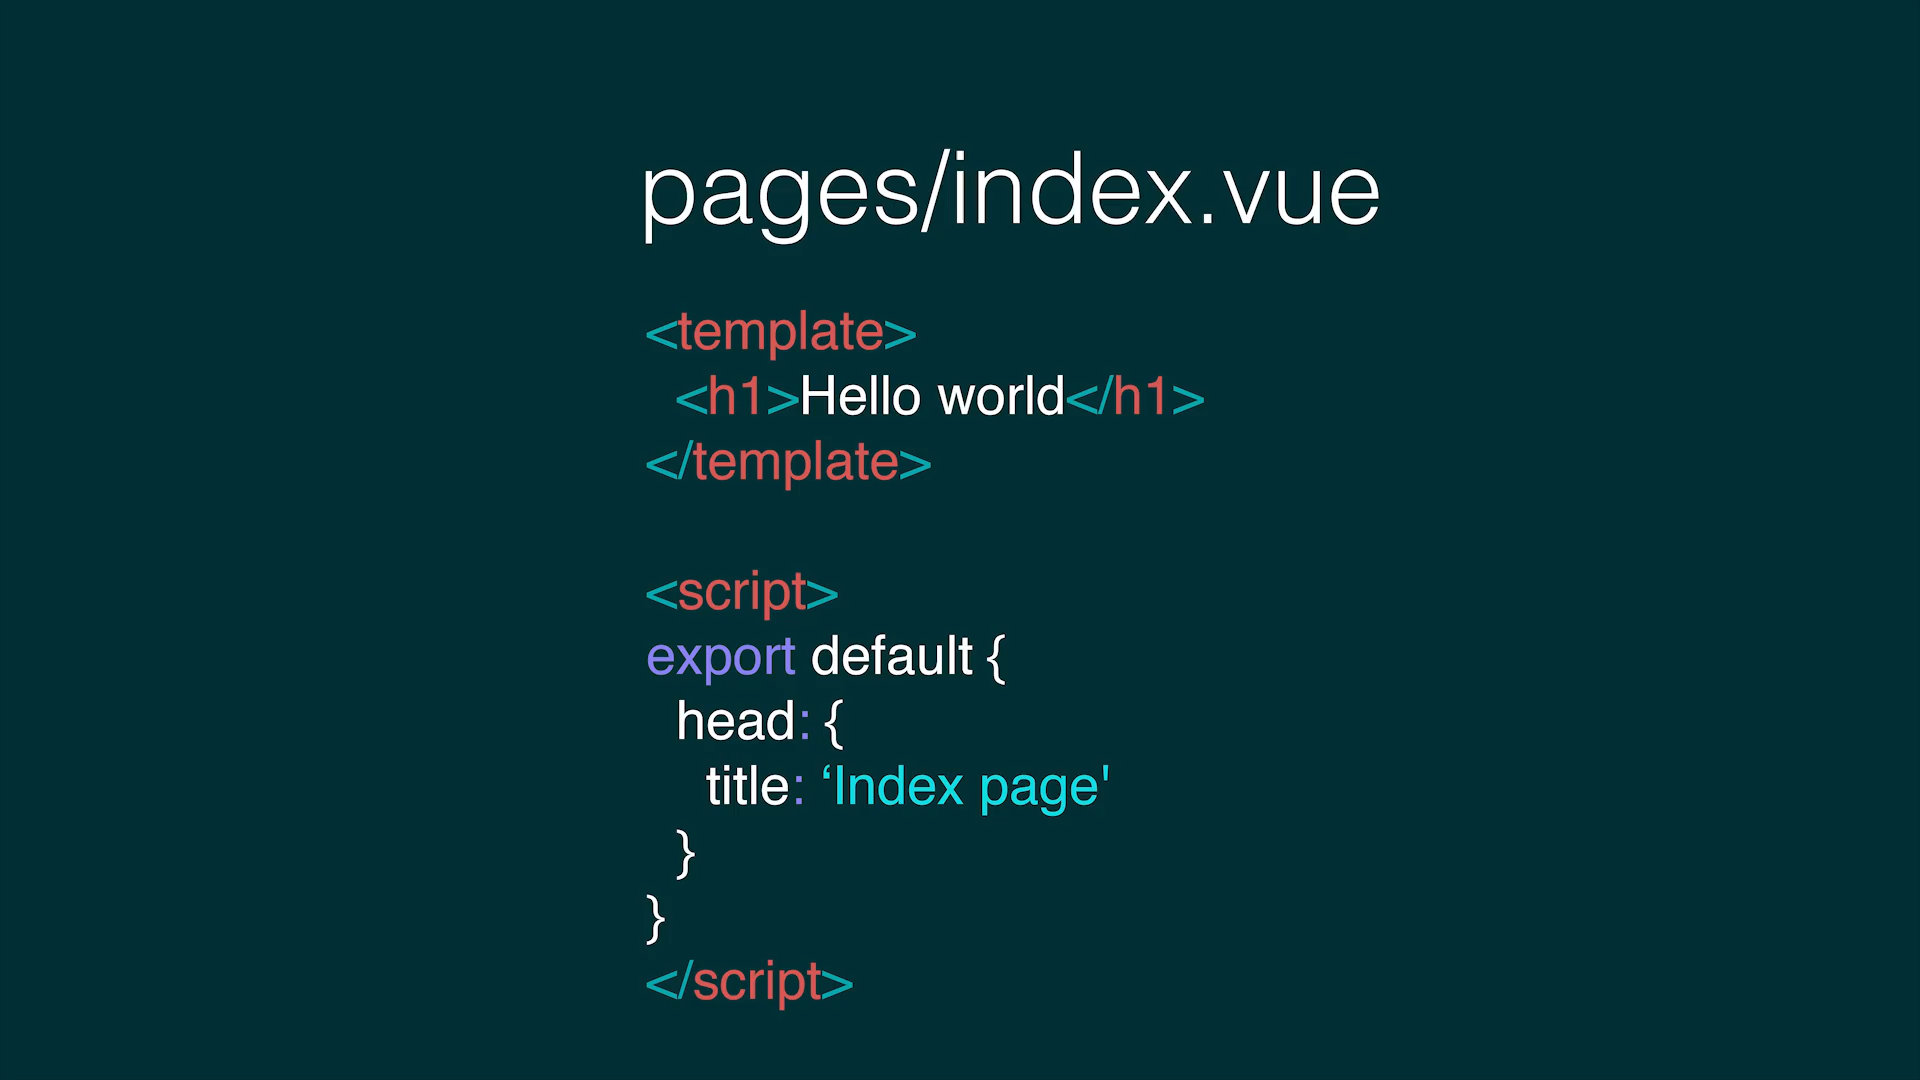 pages/index.vue
<template>
  <h1>Hello world</h1>
</template>

<script>
export default {
  head: {
    title: ‘Index page'
  }
}
</script>